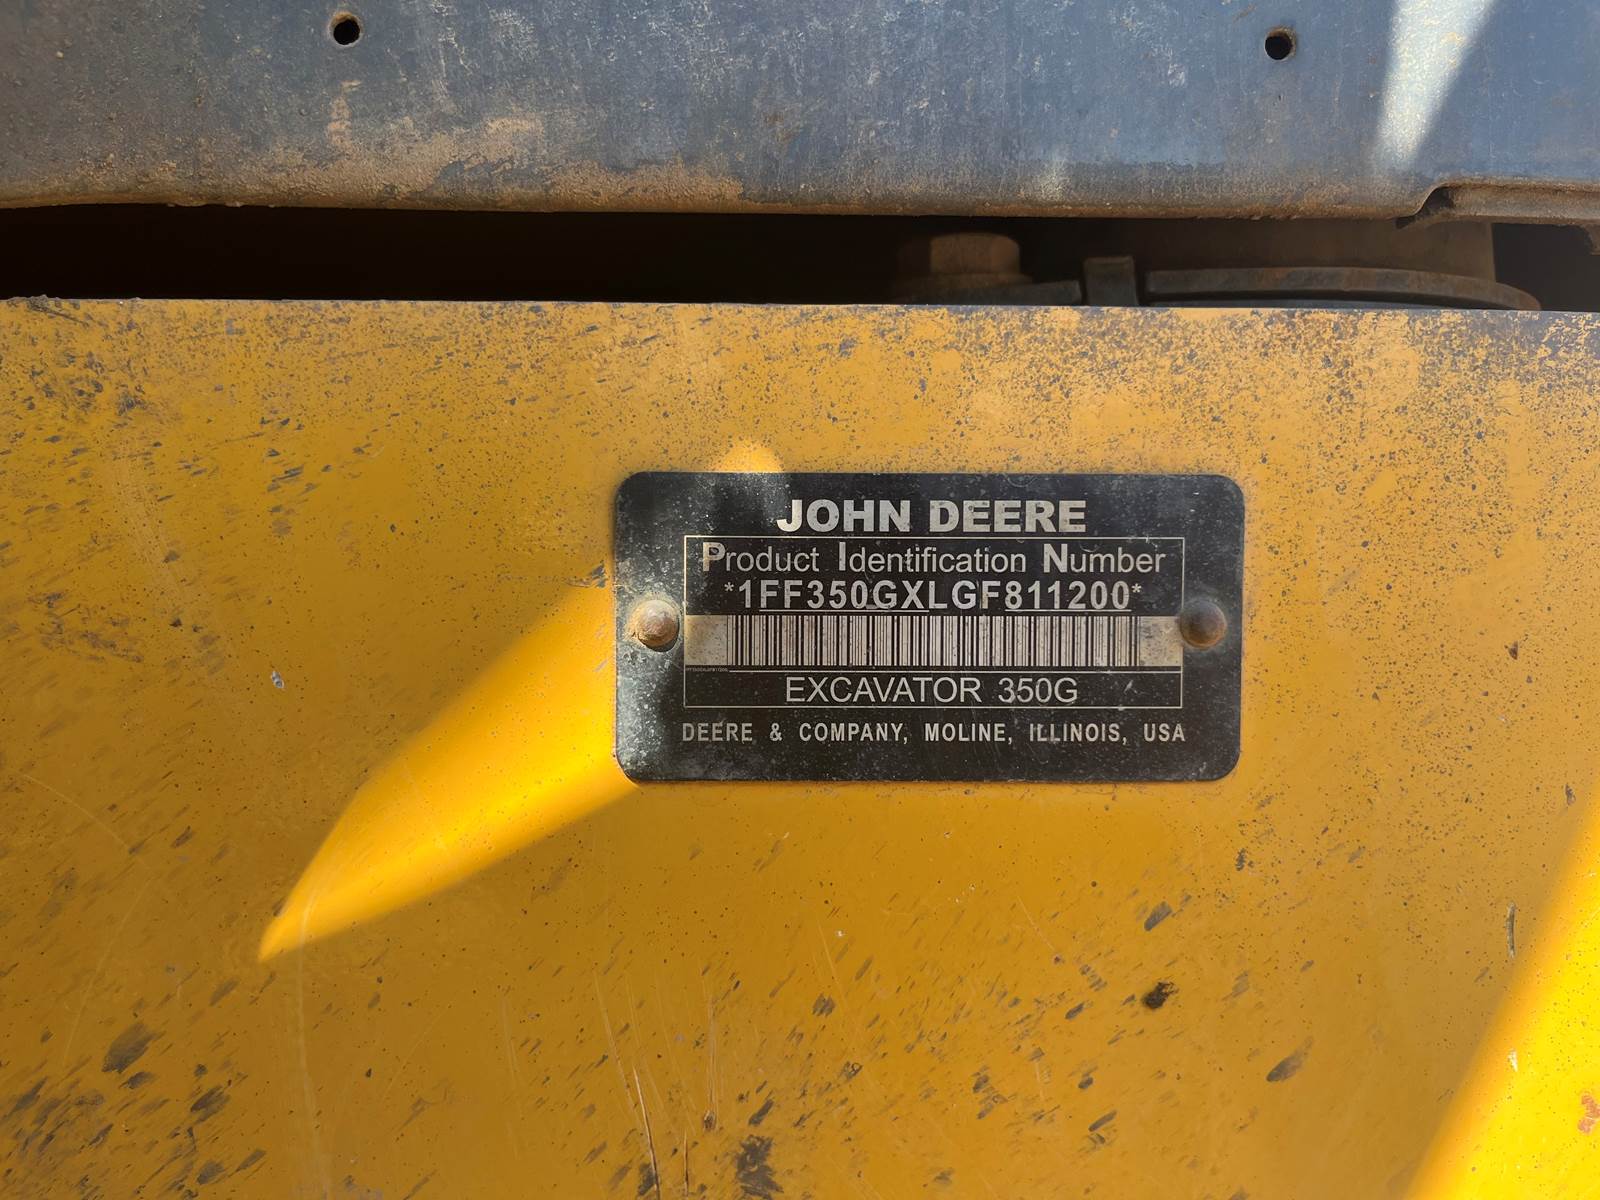 JOHN DEERE
Product Identification Number
*1FF350GXLGF811200*
EXCAVATOR 350G
DEERE & COMPANY, MOLINE, ILLINOIS, USA